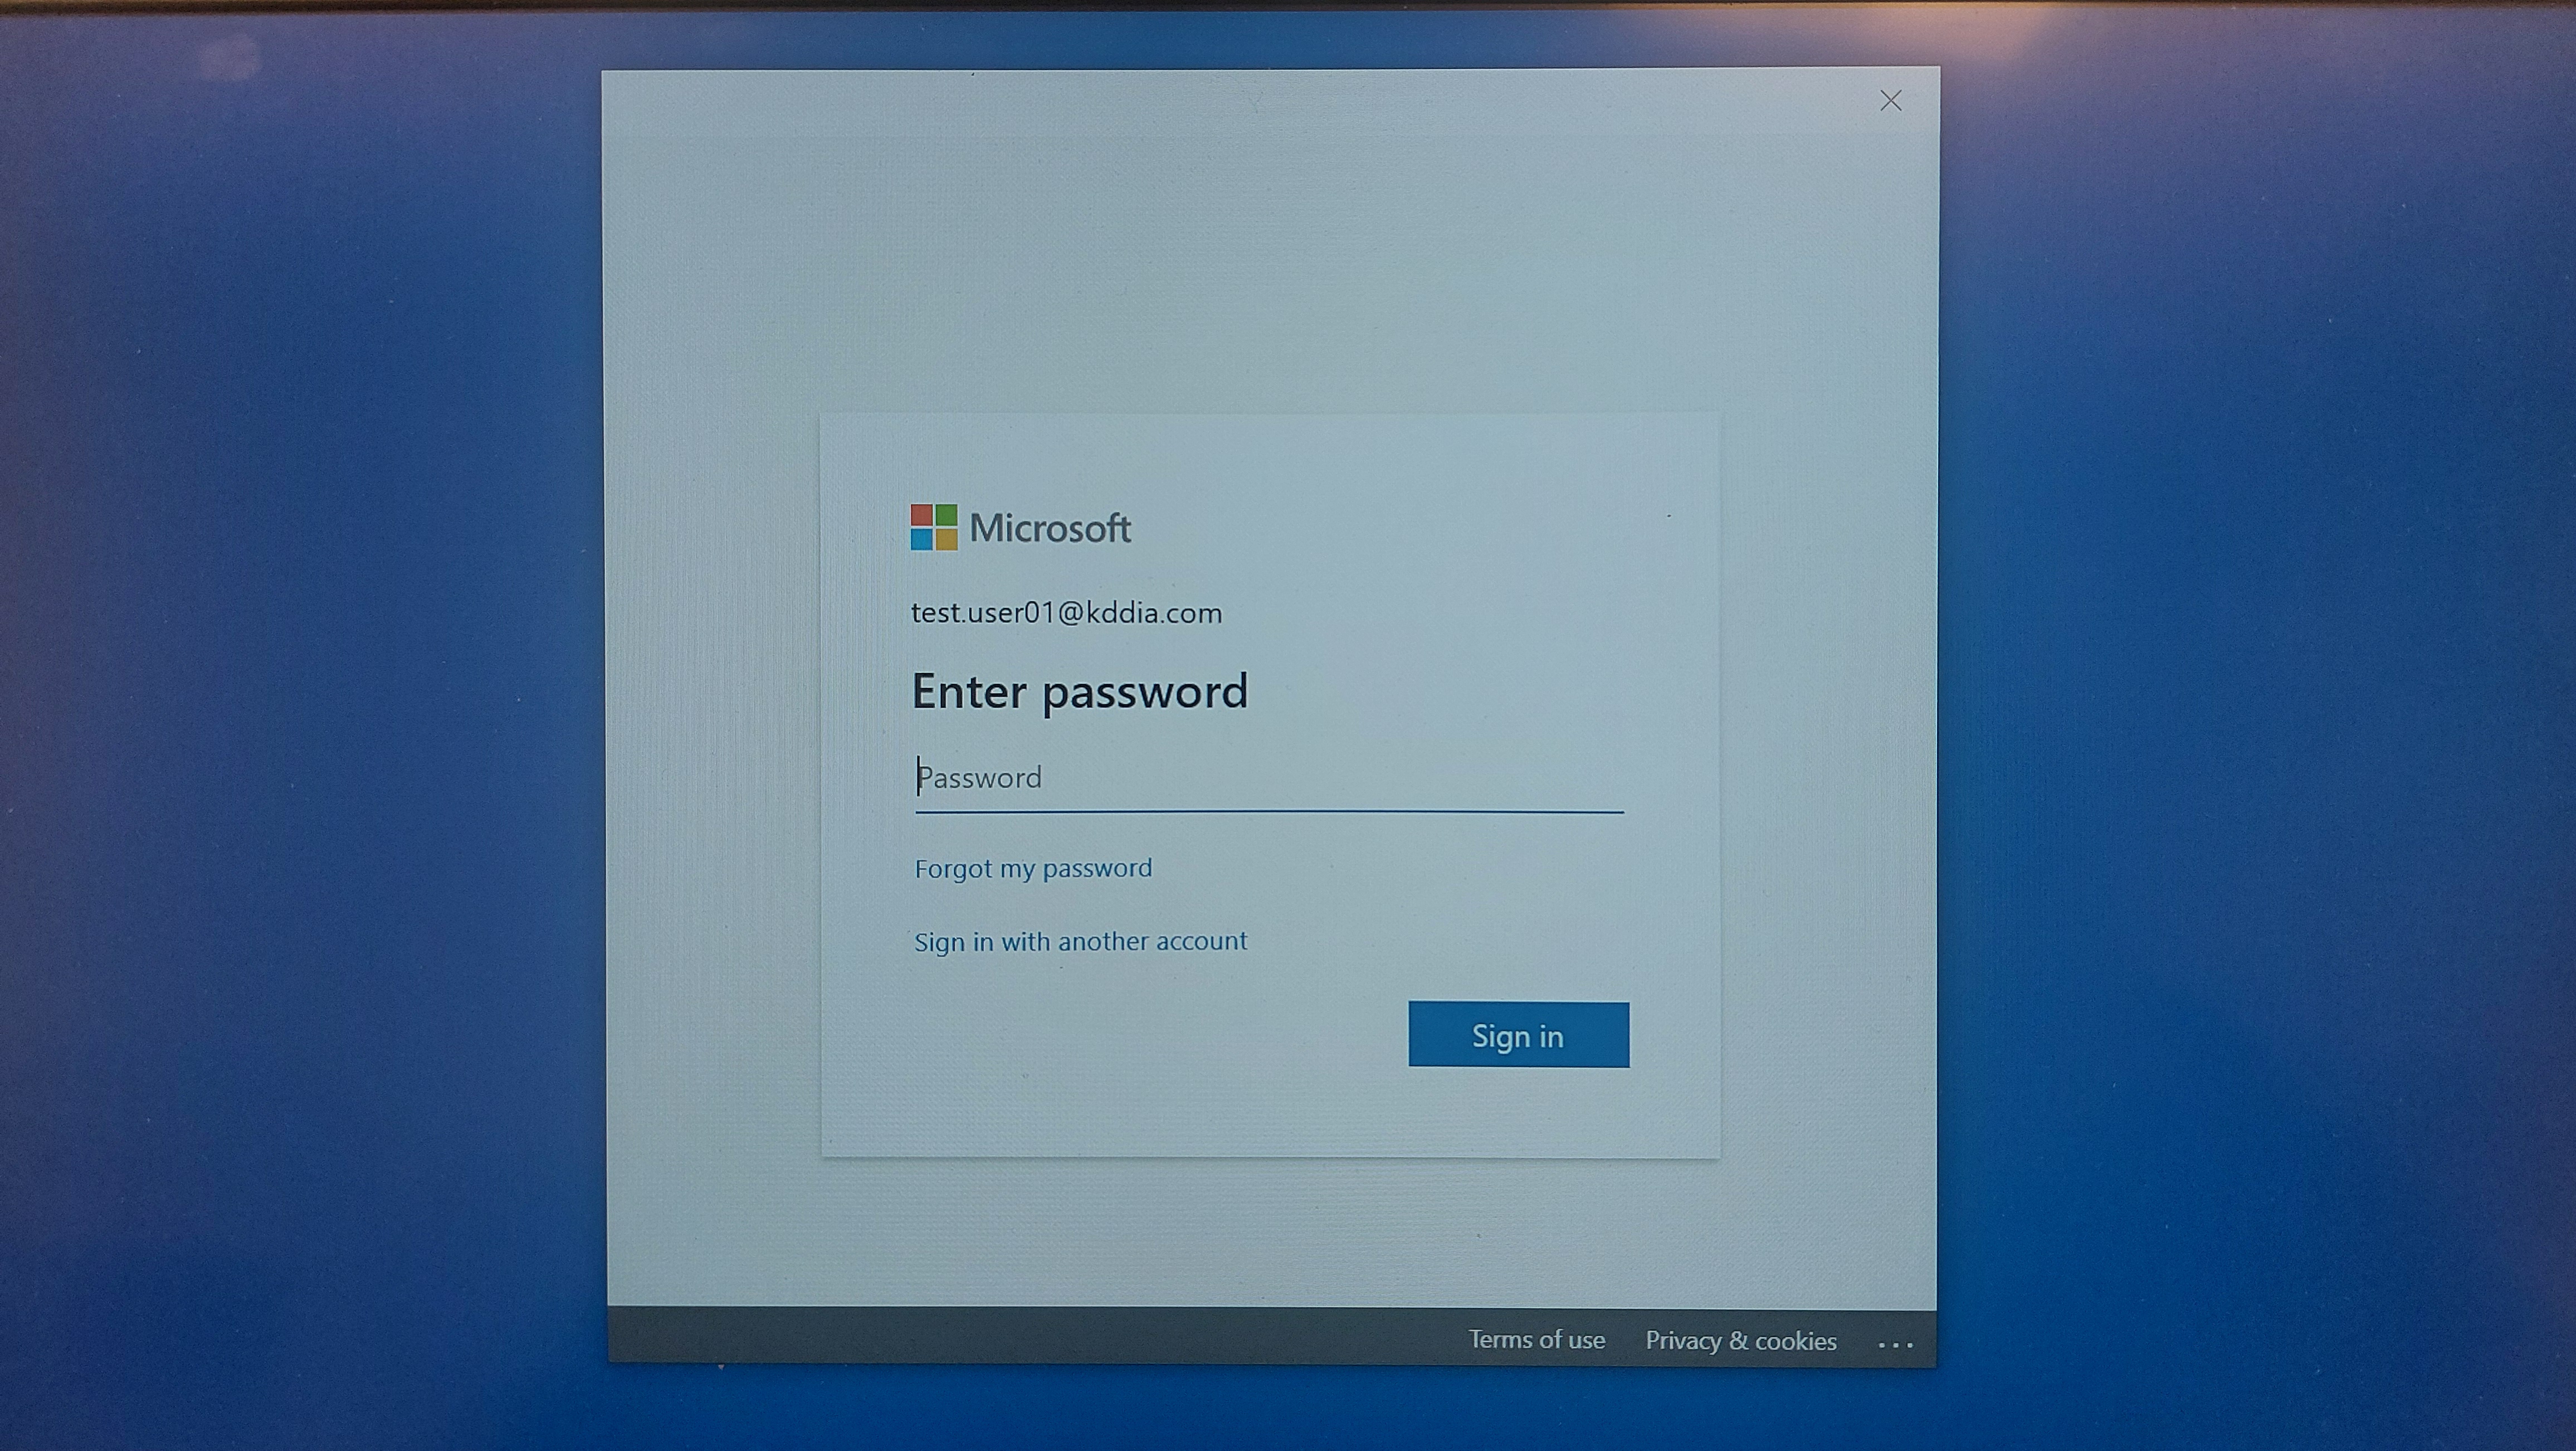 Microsoft
test.user01@kddia.com
Enter password
Password
Forgot my password
Sign in with another account
Sign in
Terms of use Privacy & cookies ...